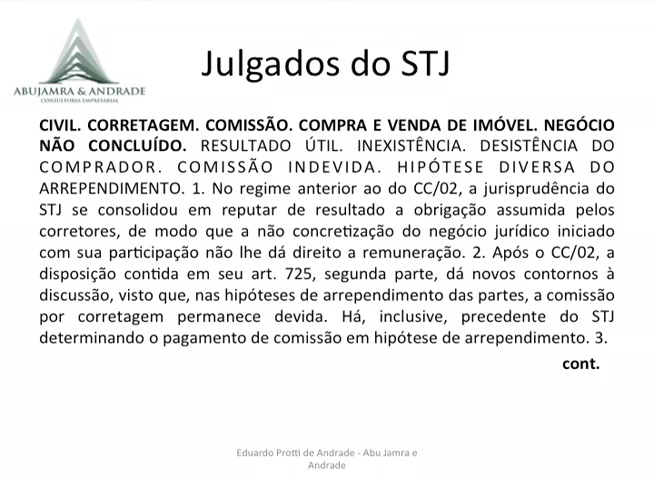 ABUJAMRA & ANDRADE
CONSULTORIA EMPRESARIAL
Julgados do STJ
CIVIL. CORRETAGEM. COMISSÃO. COMPRA E VENDA DE IMÓVEL. NEGÓCIO
NÃO CONCLUÍDO. RESULTADO ÚTIL. INEXISTÊNCIA. DESISTÊNCIA DO
COMPRADOR. COMISSÃO INDEVIDA. HIPÓTESE DIVERSA DO
ARREPENDIMENTO. 1. No regime anterior ao do CC/02, a jurisprudência do
STJ se consolidou em reputar de resultado a obrigação assumida pelos
corretores, de modo que a não concretização do negócio jurídico iniciado
com sua participação não lhe dá direito a remuneração. 2. Após o CC/02, a
disposição contida em seu art. 725, segunda parte, dá novos contornos à
discussão, visto que, nas hipóteses de arrependimento das partes, a comissão
por corretagem permanece devida. Há, inclusive, precedente do STJ
determinando o pagamento de comissão em hipótese de arrependimento. 3.
cont.
Eduardo Protti de Andrade - Abu Jamra e
Andrade